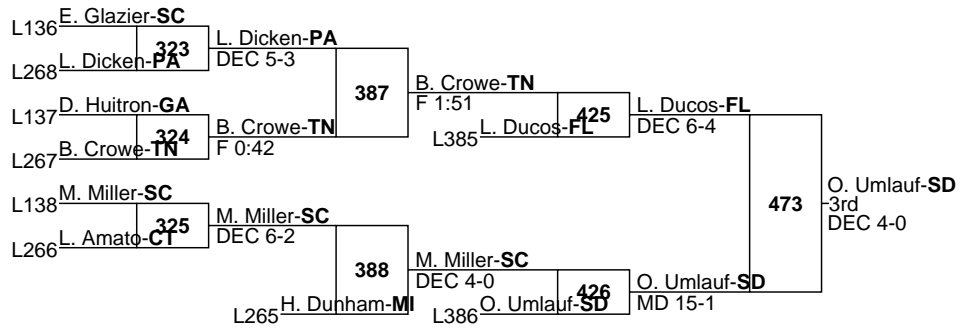 L136 E. Glazier-SC
323
L268 L. Dicken-PA
L. Dicken-PA
DEC 5-3
L137 D. Huitron-GA
324
L267 B. Crowe-TN
B. Crowe-TN
F 0:42
387
B. Crowe-TN
F 1:51
425
L385 L. Ducos-FL
L. Ducos-FL
DEC 6-4
L138 M. Miller-SC
325
L266 L. Amato-CT
M. Miller-SC
DEC 6-2
388
L265 H. Dunham-MI
M. Miller-SC
DEC 4-0
426
L386 O. Umlauf-SD
O. Umlauf-SD
MD 15-1
473
O. Umlauf-SD
3rd
DEC 4-0